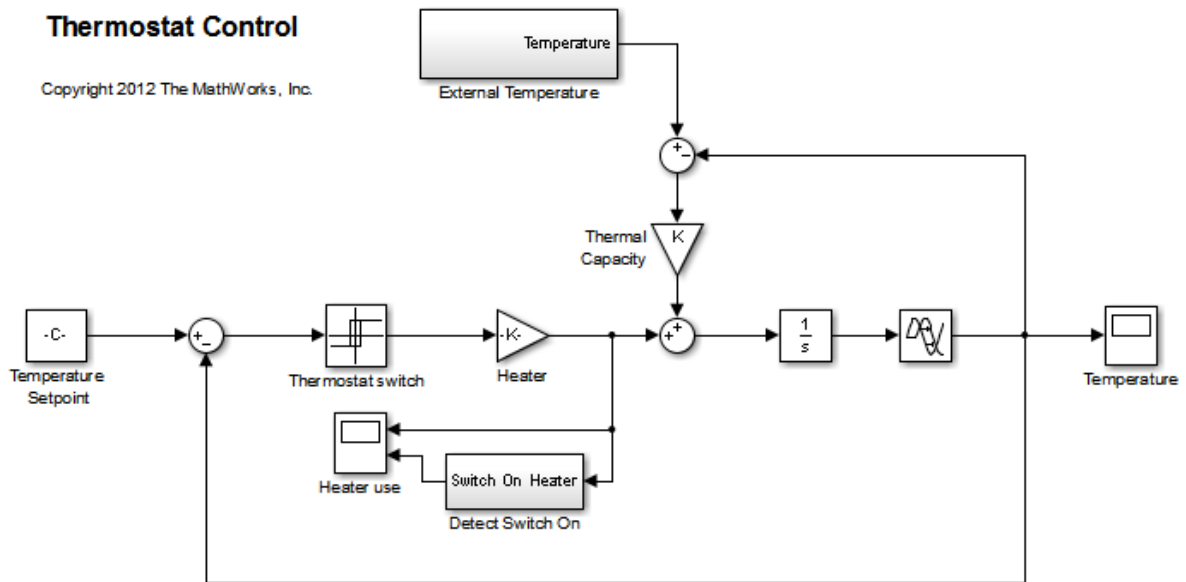 Thermostat Control
Copyright 2012 The MathWorks, Inc.
Temperature
External Temperature
+
−
Thermal
Capacity
K
-C-
Temperature
Setpoint
+
−
Thermostat switch
-K-
Heater
+
+
1
s
Temperature
Heater use
Switch On Heater
Detect Switch On